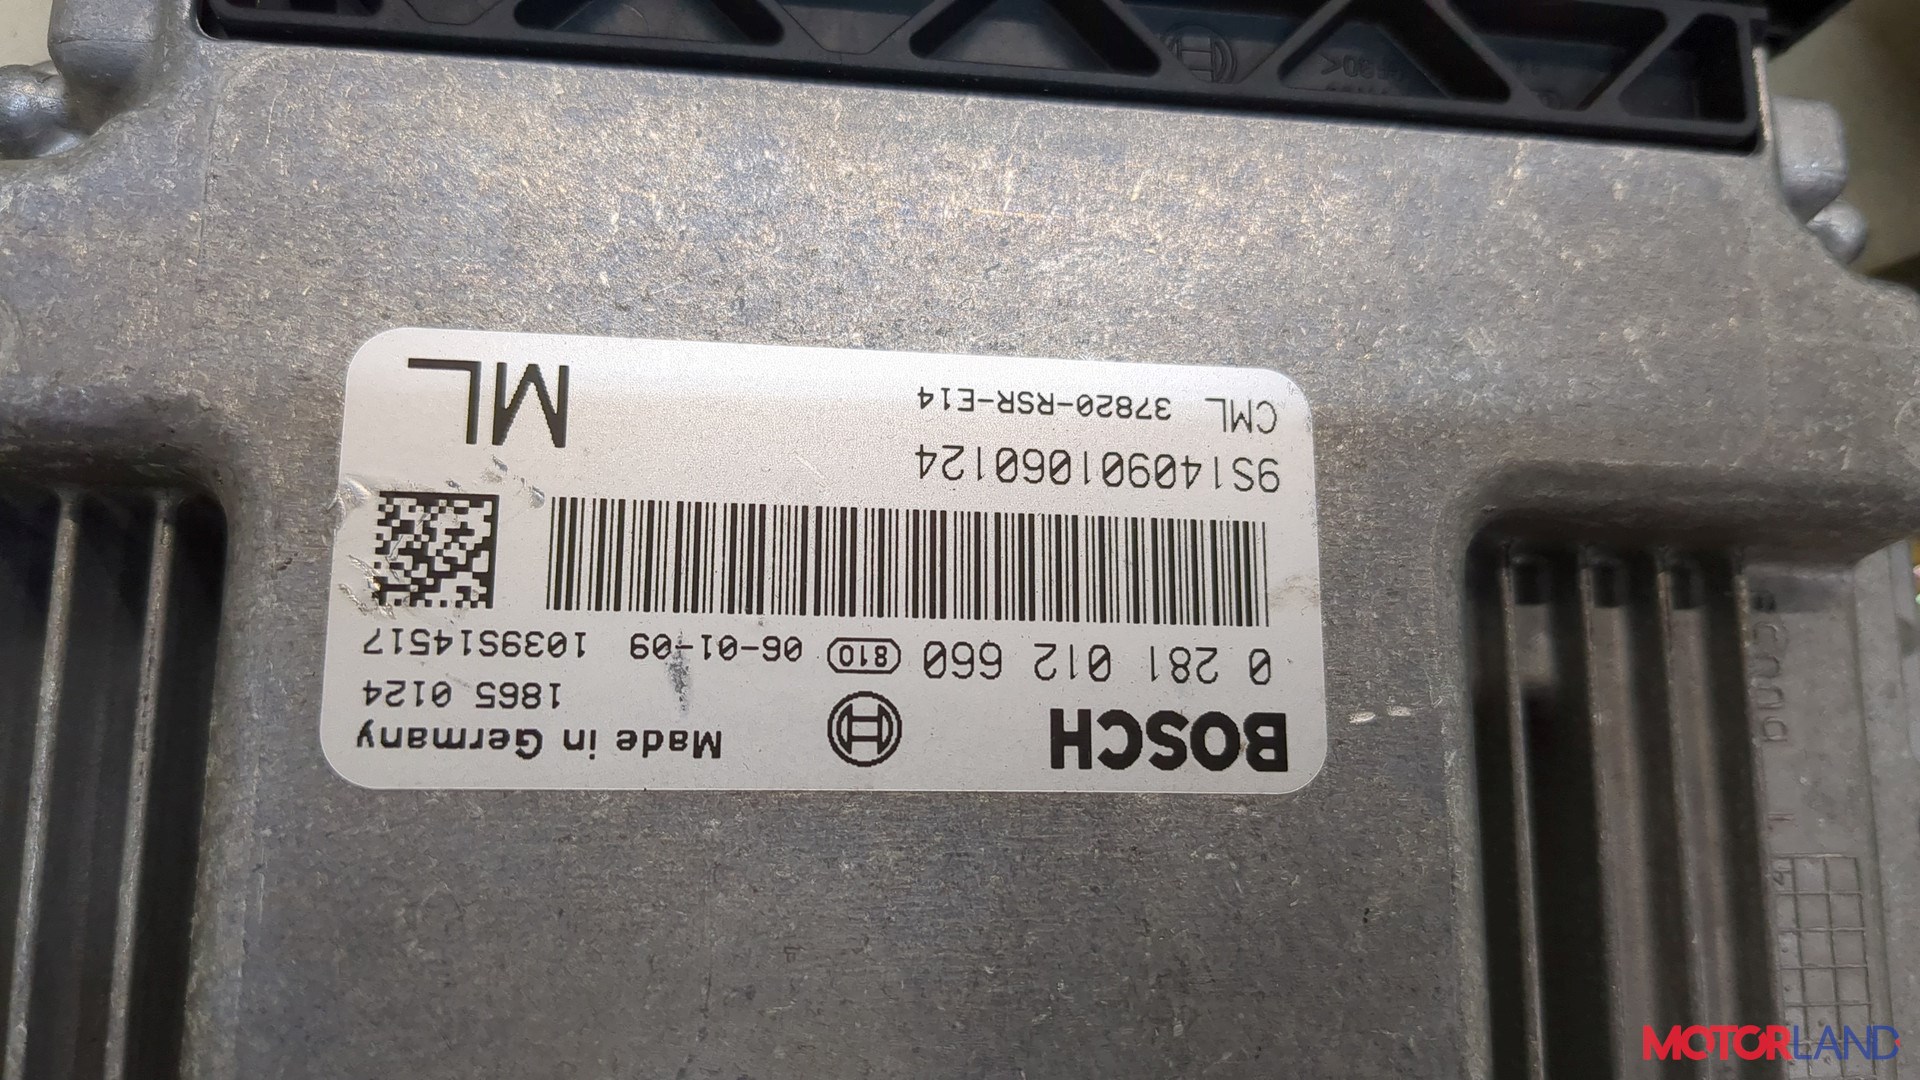 BOSCH Made in Germany
1865 0124
0 281 012 660 810 06-01-09 1039S14517
9S140901060124
CML 37820-RSR-E14
ML
MOTORLAND